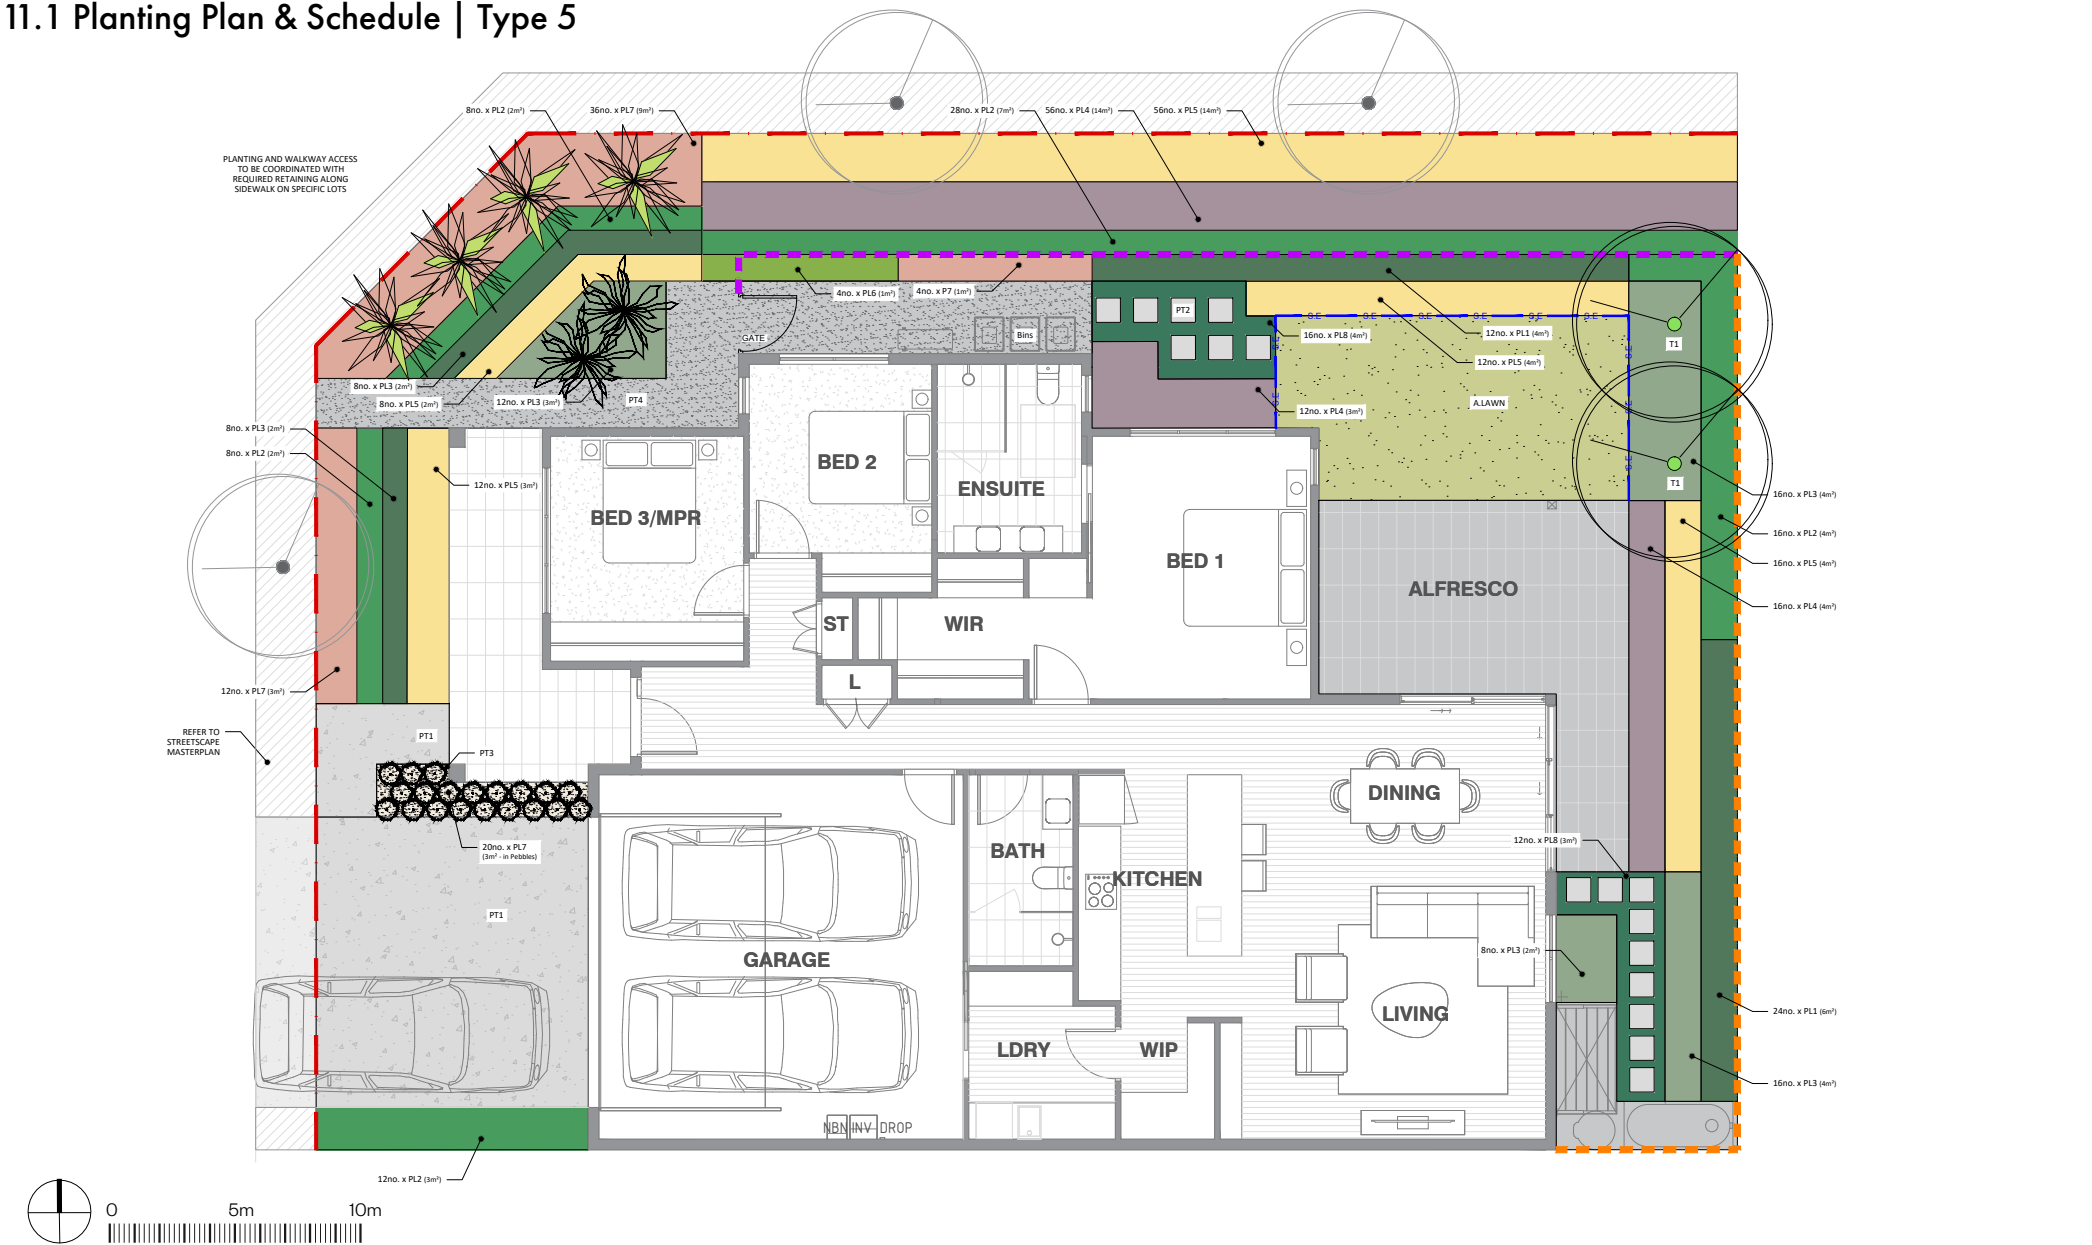 11.1 Planting Plan & Schedule | Type 5
8no. x PL2 (2m²)
36no. x PL7 (9m²)
28no. x PL2 (7m²)
56no. x PL4 (14m²)
56no. x PL5 (14m²)
PLANTING AND WALKWAY ACCESS
TO BE COORDINATED WITH
REQUIRED RETAINING ALONG
SIDEWALK ON SPECIFIC LOTS
4no. x PL6 (1m²)
4no. x P7 (1m²)
PT2
GATE
Bins
S.E
S.E
S.E
S.E
S.E
S.E
S.E
S.E
S.E
16no. x PL8 (4m²)
12no. x PL1 (4m²)
T1
12no. x PL5 (4m²)
8no. x PL3 (2m²)
8no. x PL5 (2m²)
12no. x PL3 (3m²)
PT4
12no. x PL4 (3m²)
A.LAWN
8no. x PL3 (2m²)
8no. x PL2 (2m²)
12no. x PL5 (3m²)
BED 2
ENSUITE
BED 3/MPR
T1
16no. x PL3 (4m²)
16no. x PL2 (4m²)
16no. x PL5 (4m²)
16no. x PL4 (4m²)
BED 1
ALFRESCO
ST
WIR
L
12no. x PL7 (3m²)
REFER TO
STREETSCAPE
MASTERPLAN
PT1
PT3
20no. x PL7
(3m² - in Pebbles)
DINING
12no. x PL8 (3m²)
BATH
KITCHEN
PT1
GARAGE
8no. x PL3 (2m²)
LIVING
24no. x PL1 (6m²)
LDRY
WIP
16no. x PL3 (4m²)
NBN INV DROP
12no. x PL2 (3m²)
0 5m 10m